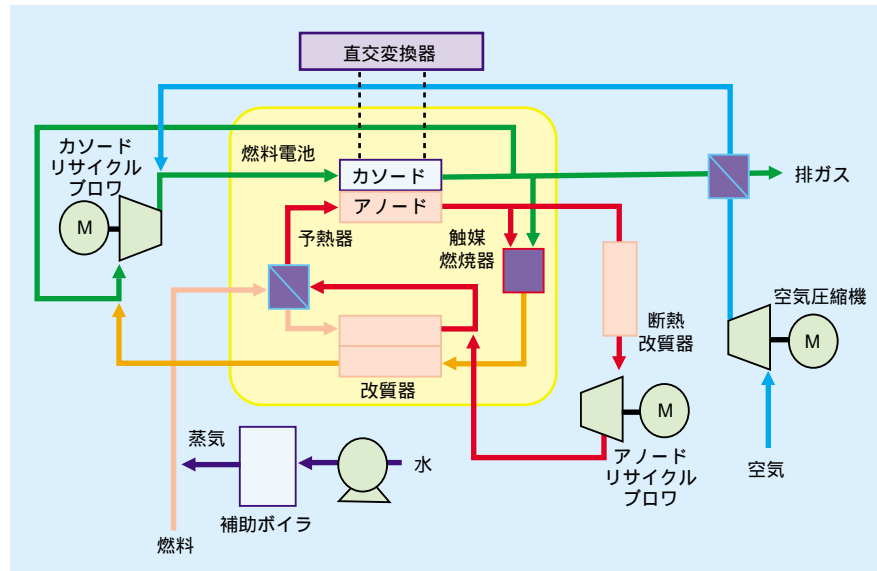 直交変換器
カソード
リサイクル
ブロワ
M
燃料電池
カソード
アノード
予熱器
触媒
燃焼器
排ガス
断熱
改質器
空気圧縮機
M
改質器
M
アノード
リサイクル
ブロワ
空気
蒸気
水
補助ボイラ
燃料